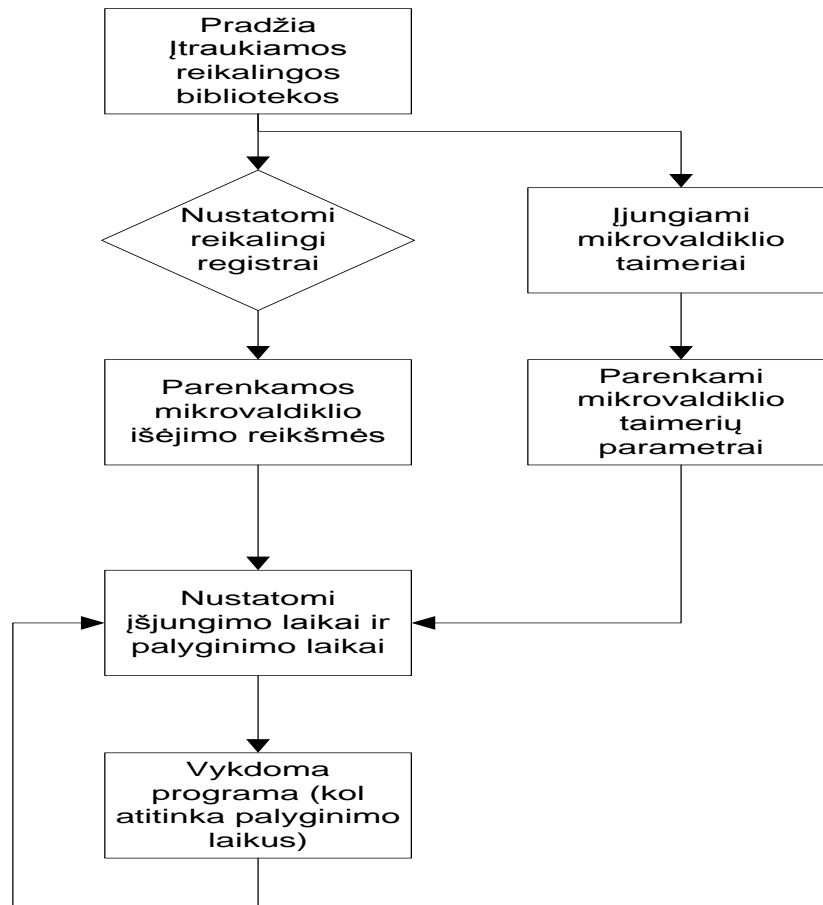 Pradžia
Įtraukiamos
reikalingos
bibliotekos
Nustatomi
reikalingi
registrai
Įjungiami
mikrovaldiklio
taimeriai
Parenkamos
mikrovaldiklio
išėjimo reikšmės
Parenkami
mikrovaldiklio
taimerių
parametrai
Nustatomi
įšjungimo laikai ir
palyginimo laikai
Vykdoma
programa (kol
atitinka palyginimo
laikus)